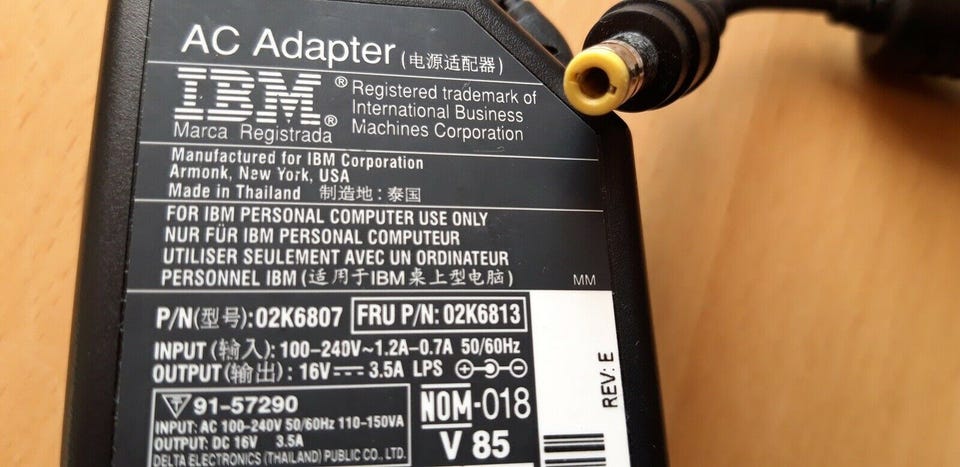 AC Adapter (电源适配器)
IBM®
Marca Registrada
® Registered trademark of
International Business
Machines Corporation
Manufactured for IBM Corporation
Armonk, New York, USA
Made in Thailand 制造地: 泰国
FOR IBM PERSONAL COMPUTER USE ONLY
NUR FÜR IBM PERSONAL COMPUTEUR
UTILISER SEULEMENT AVEC UN ORDINATEUR
PERSONNEL IBM (适用于IBM桌上型电脑)
MM
P/N(型号):02K6807 FRU P/N: 02K6813
INPUT (输入): 100-240V~1.2A-0.7A 50/60Hz
OUTPUT(输出): 16V 3.5A LPS
91-57290
INPUT: AC 100-240V 50/60Hz 110-150VA
OUTPUT: DC 16V 3.5A
DELTA ELECTRONICS (THAILAND) PUBLIC CO., LTD.
NOM-018
V 85
REV: E